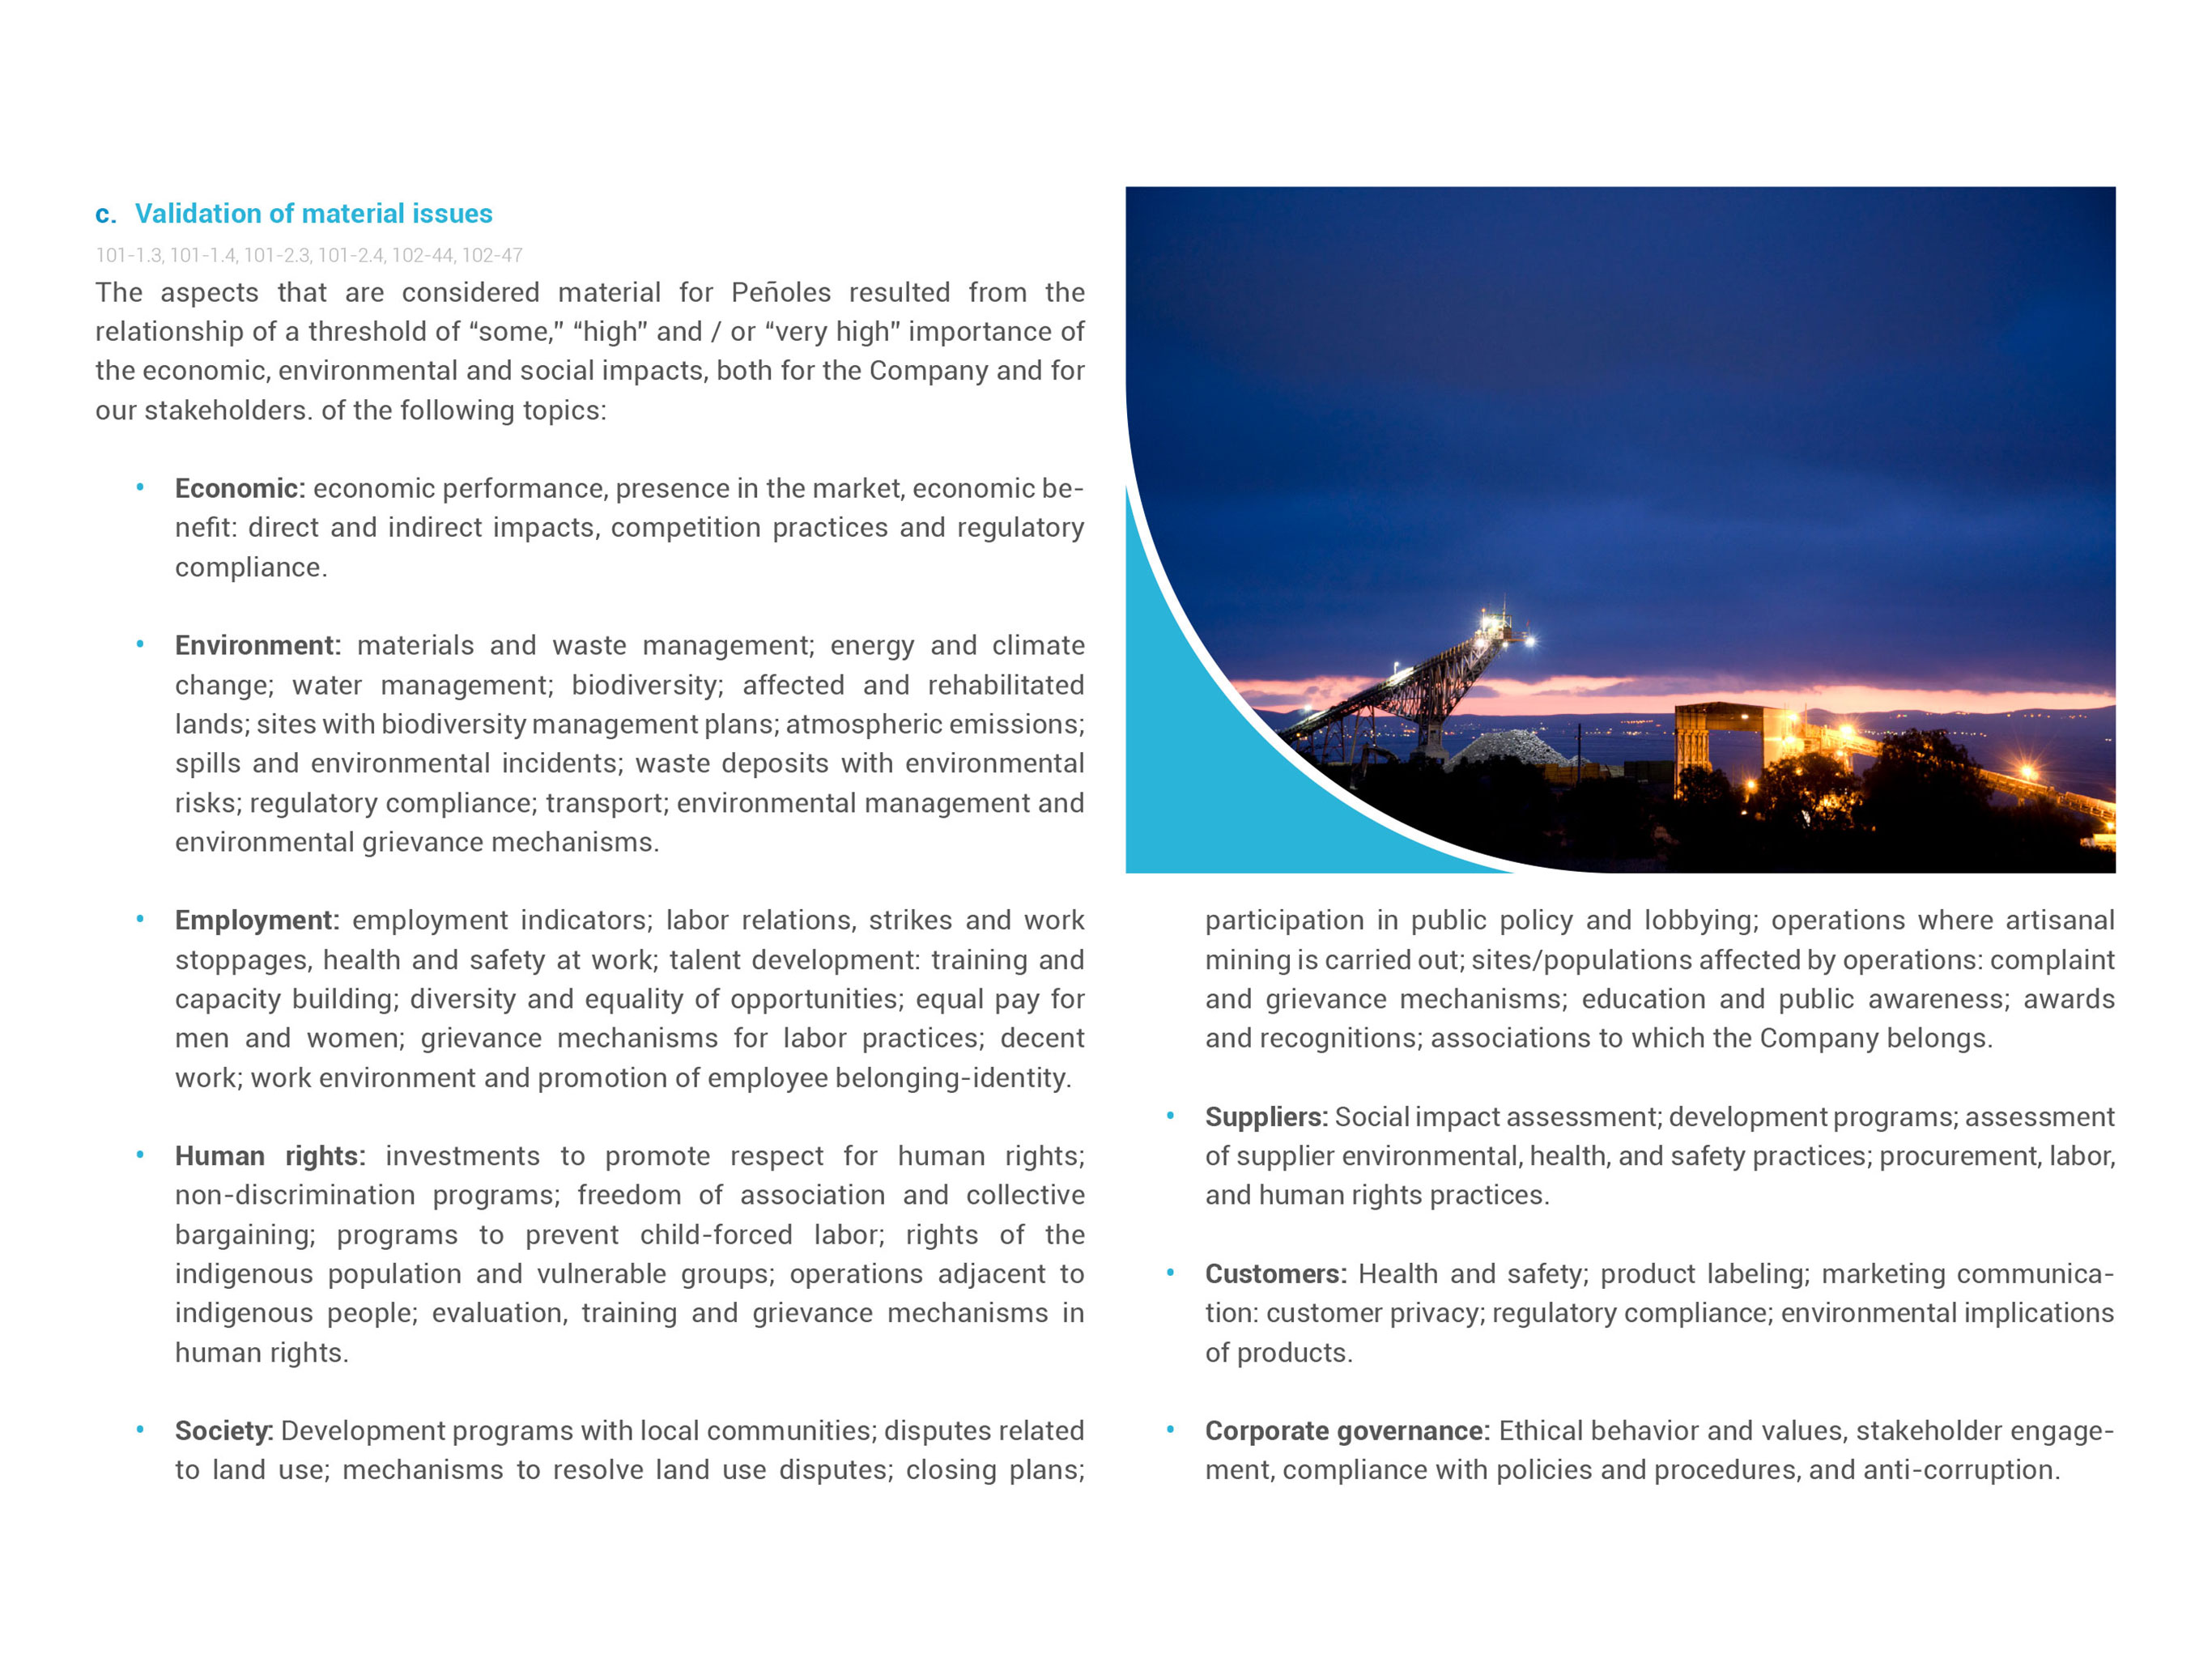 c. Validation of material issues
101-1.3, 101-1.4, 101-2.3, 101-2.4, 102-44, 102-47
The aspects that are considered material for Peñoles resulted from the
relationship of a threshold of “some,” “high” and / or “very high” importance of
the economic, environmental and social impacts, both for the Company and for
our stakeholders. of the following topics:
• Economic: economic performance, presence in the market, economic be-
nefit: direct and indirect impacts, competition practices and regulatory
compliance.
• Environment: materials and waste management; energy and climate
change; water management; biodiversity; affected and rehabilitated
lands; sites with biodiversity management plans; atmospheric emissions;
spills and environmental incidents; waste deposits with environmental
risks; regulatory compliance; transport; environmental management and
environmental grievance mechanisms.
• Employment: employment indicators; labor relations, strikes and work
stoppages, health and safety at work; talent development: training and
capacity building; diversity and equality of opportunities; equal pay for
men and women; grievance mechanisms for labor practices; decent
work; work environment and promotion of employee belonging-identity.
• Human rights: investments to promote respect for human rights;
non-discrimination programs; freedom of association and collective
bargaining; programs to prevent child-forced labor; rights of the
indigenous population and vulnerable groups; operations adjacent to
indigenous people; evaluation, training and grievance mechanisms in
human rights.
• Society: Development programs with local communities; disputes related
to land use; mechanisms to resolve land use disputes; closing plans;
participation in public policy and lobbying; operations where artisanal
mining is carried out; sites/populations affected by operations: complaint
and grievance mechanisms; education and public awareness; awards
and recognitions; associations to which the Company belongs.
• Suppliers: Social impact assessment; development programs; assessment
of supplier environmental, health, and safety practices; procurement, labor,
and human rights practices.
• Customers: Health and safety; product labeling; marketing communica-
tion: customer privacy; regulatory compliance; environmental implications
of products.
• Corporate governance: Ethical behavior and values, stakeholder engage-
ment, compliance with policies and procedures, and anti-corruption.